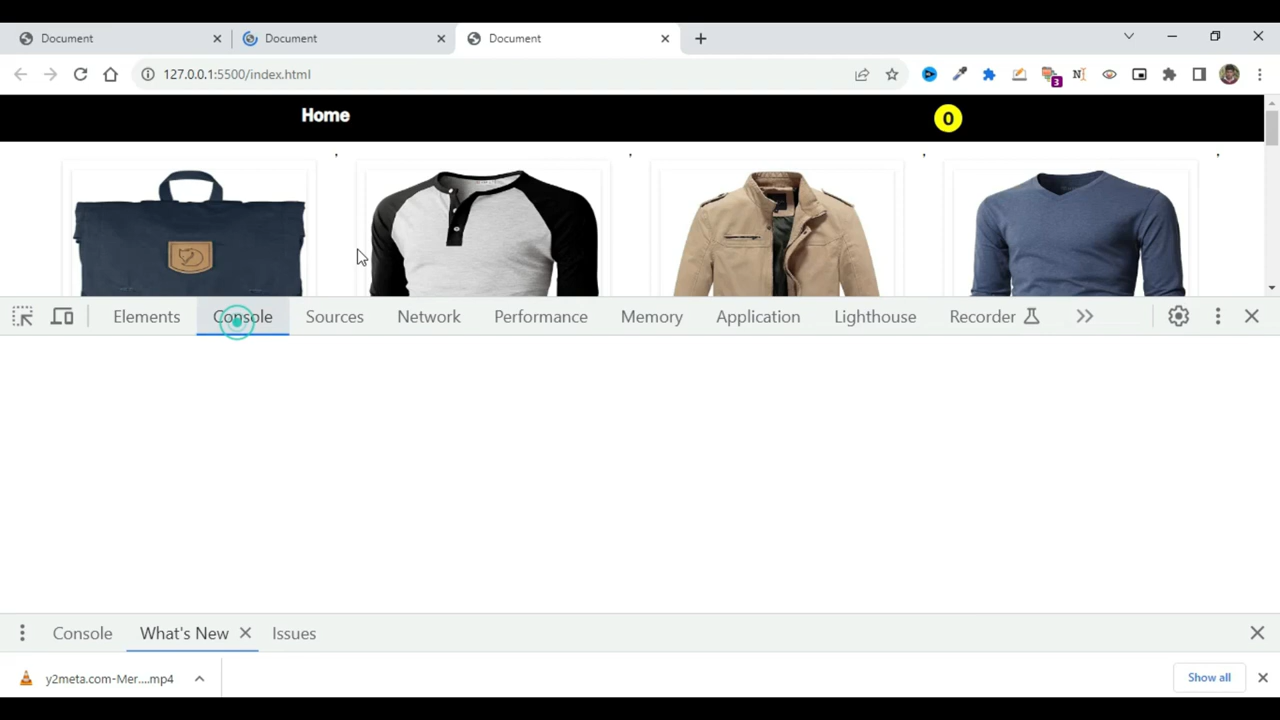 Document Document Document
127.0.0.1:5500/index.html 3
Home 0
, , , ,
Elements Console Sources Network Performance Memory Application Lighthouse Recorder
Console What's New Issues
y2meta.com-Mer....mp4 Show all